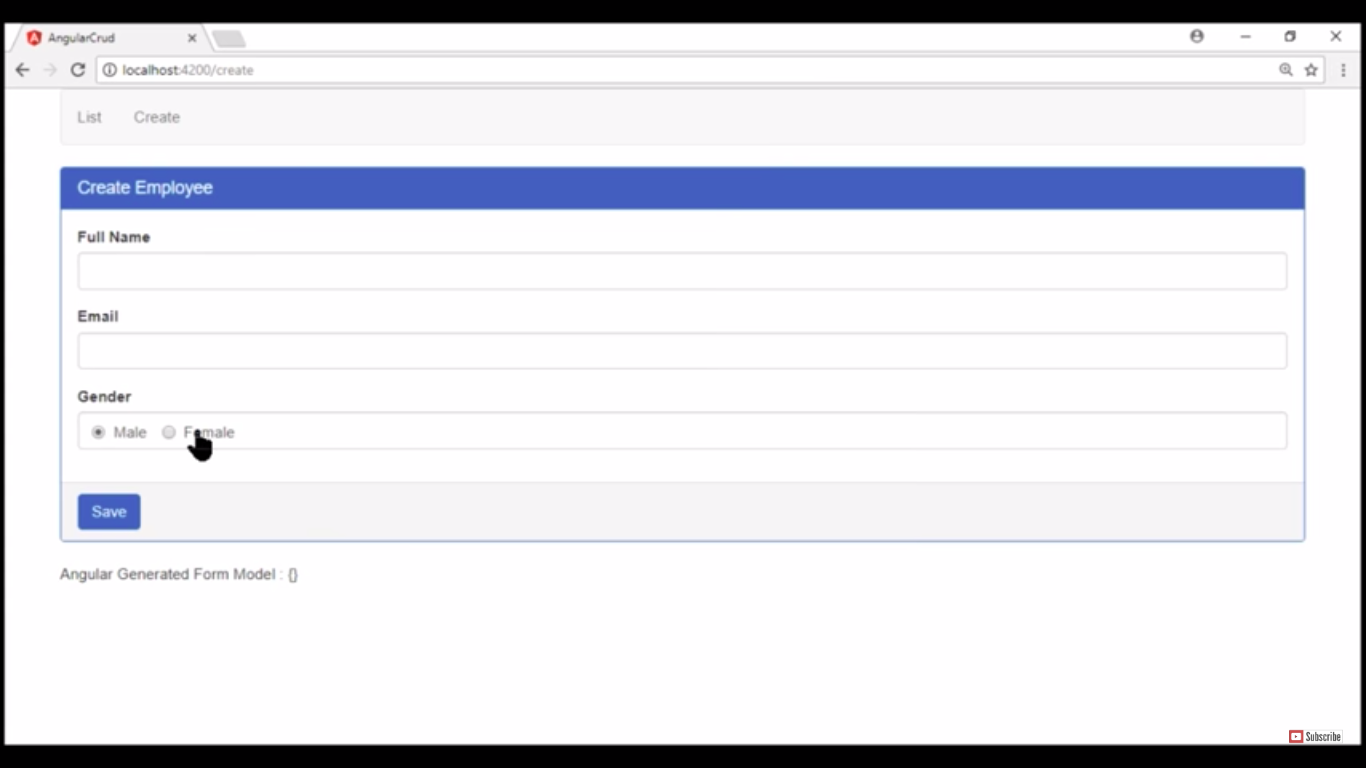 AngularCrud
localhost:4200/create
List Create
Create Employee
Full Name
Email
Gender
Male Female
Save
Angular Generated Form Model : {}
Subscribe